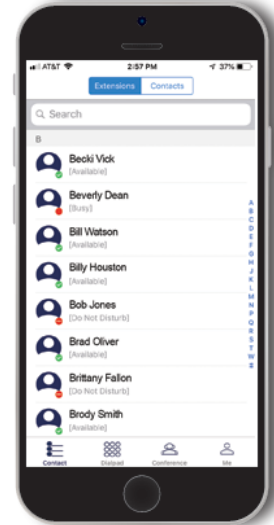 AT&T 2:57 PM 37%
Extensions Contacts
Search
B
Becki Vick
[Available]
Beverly Dean
[Busy]
Bill Watson
[Available]
Billy Houston
[Available]
Bob Jones
[Do Not Disturb]
Brad Oliver
[Available]
Brittany Fallon
[Do Not Disturb]
Brody Smith
[Available]
A
B
C
D
E
F
G
H
J
K
L
M
N
P
Q
R
S
T
W
#
Contact Dialpad Conference Me